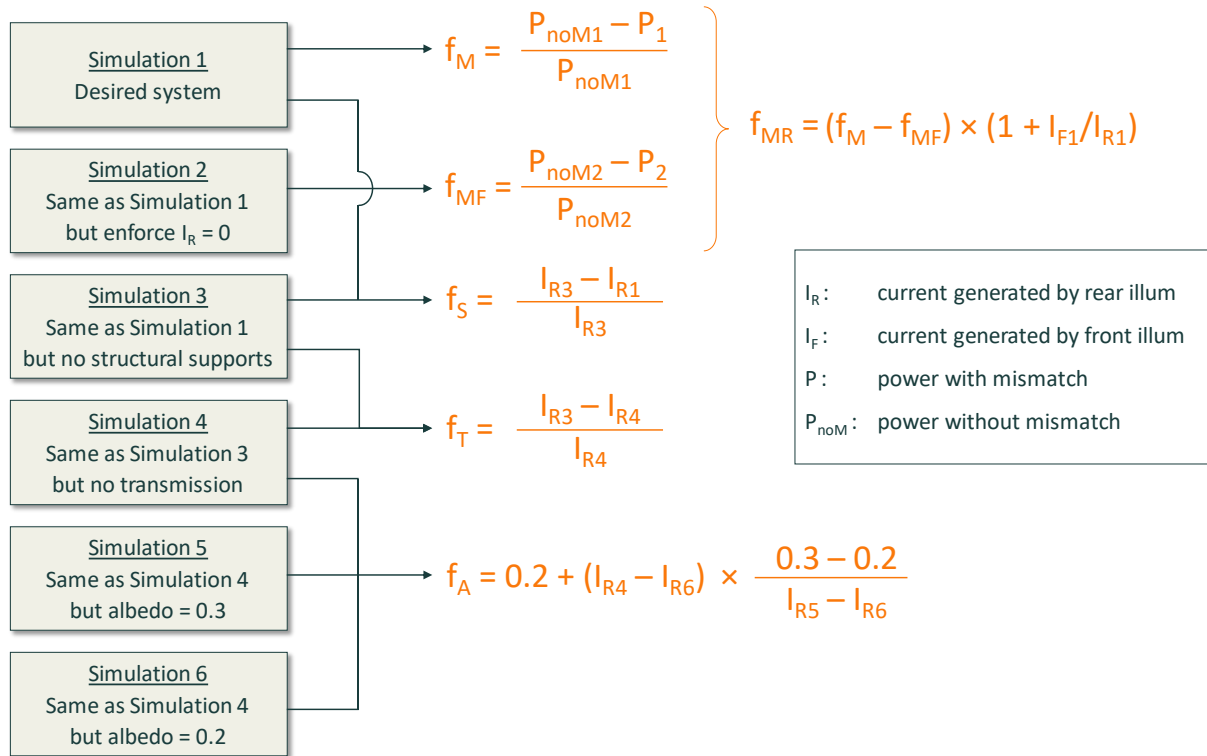 Simulation 1
Desired system
Simulation 2
Same as Simulation 1
but enforce I_R = 0
Simulation 3
Same as Simulation 1
but no structural supports
Simulation 4
Same as Simulation 3
but no transmission
Simulation 5
Same as Simulation 4
but albedo = 0.3
Simulation 6
Same as Simulation 4
but albedo = 0.2
f_M = (P_noM1 – P_1) / P_noM1
f_MF = (P_noM2 – P_2) / P_noM2
f_MR = (f_M – f_MF) × (1 + I_F1/I_R1)
f_S = (I_R3 – I_R1) / I_R3
f_T = (I_R3 – I_R4) / I_R4
f_A = 0.2 + (I_R4 – I_R6) × (0.3 – 0.2) / (I_R5 – I_R6)
I_R : current generated by rear illum
I_F : current generated by front illum
P : power with mismatch
P_noM : power without mismatch